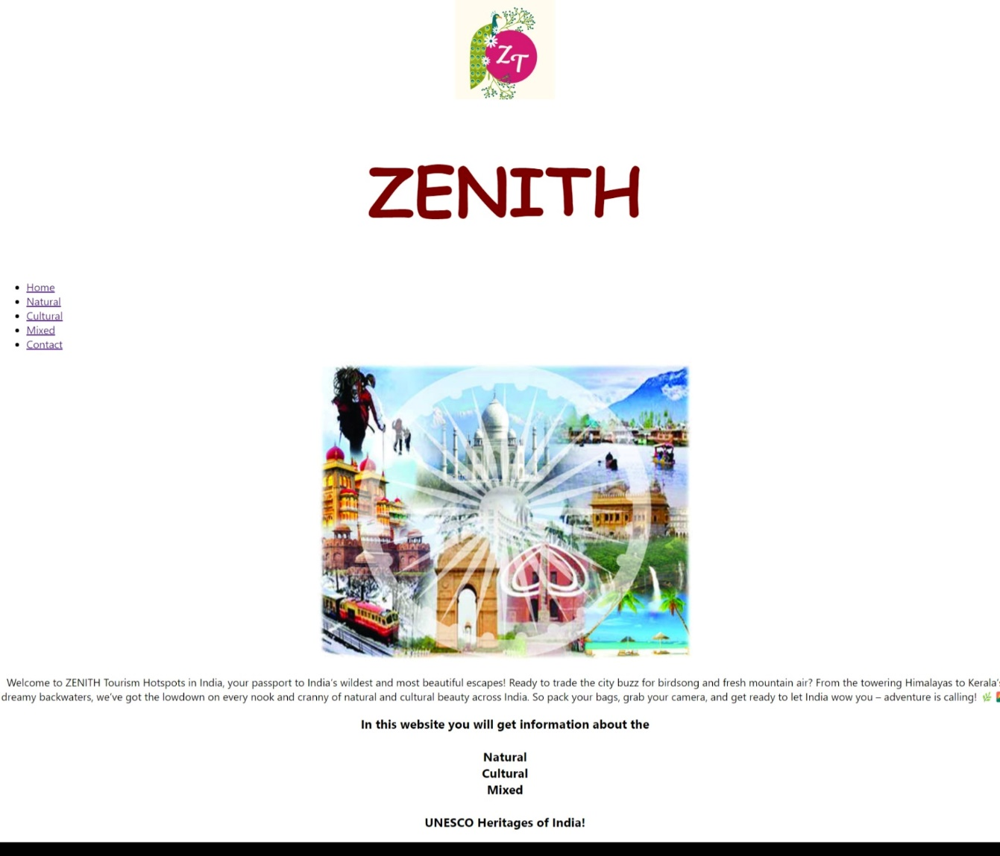 ZT
ZENITH
Home
Natural
Cultural
Mixed
Contact
Welcome to ZENITH Tourism Hotspots in India, your passport to India's wildest and most beautiful escapes! Ready to trade the city buzz for birdsong and fresh mountain air? From the towering Himalayas to Kerala's
dreamy backwaters, we've got the lowdown on every nook and cranny of natural and cultural beauty across India. So pack your bags, grab your camera, and get ready to let India wow you – adventure is calling! 🌿
In this website you will get information about the
Natural
Cultural
Mixed
UNESCO Heritages of India!